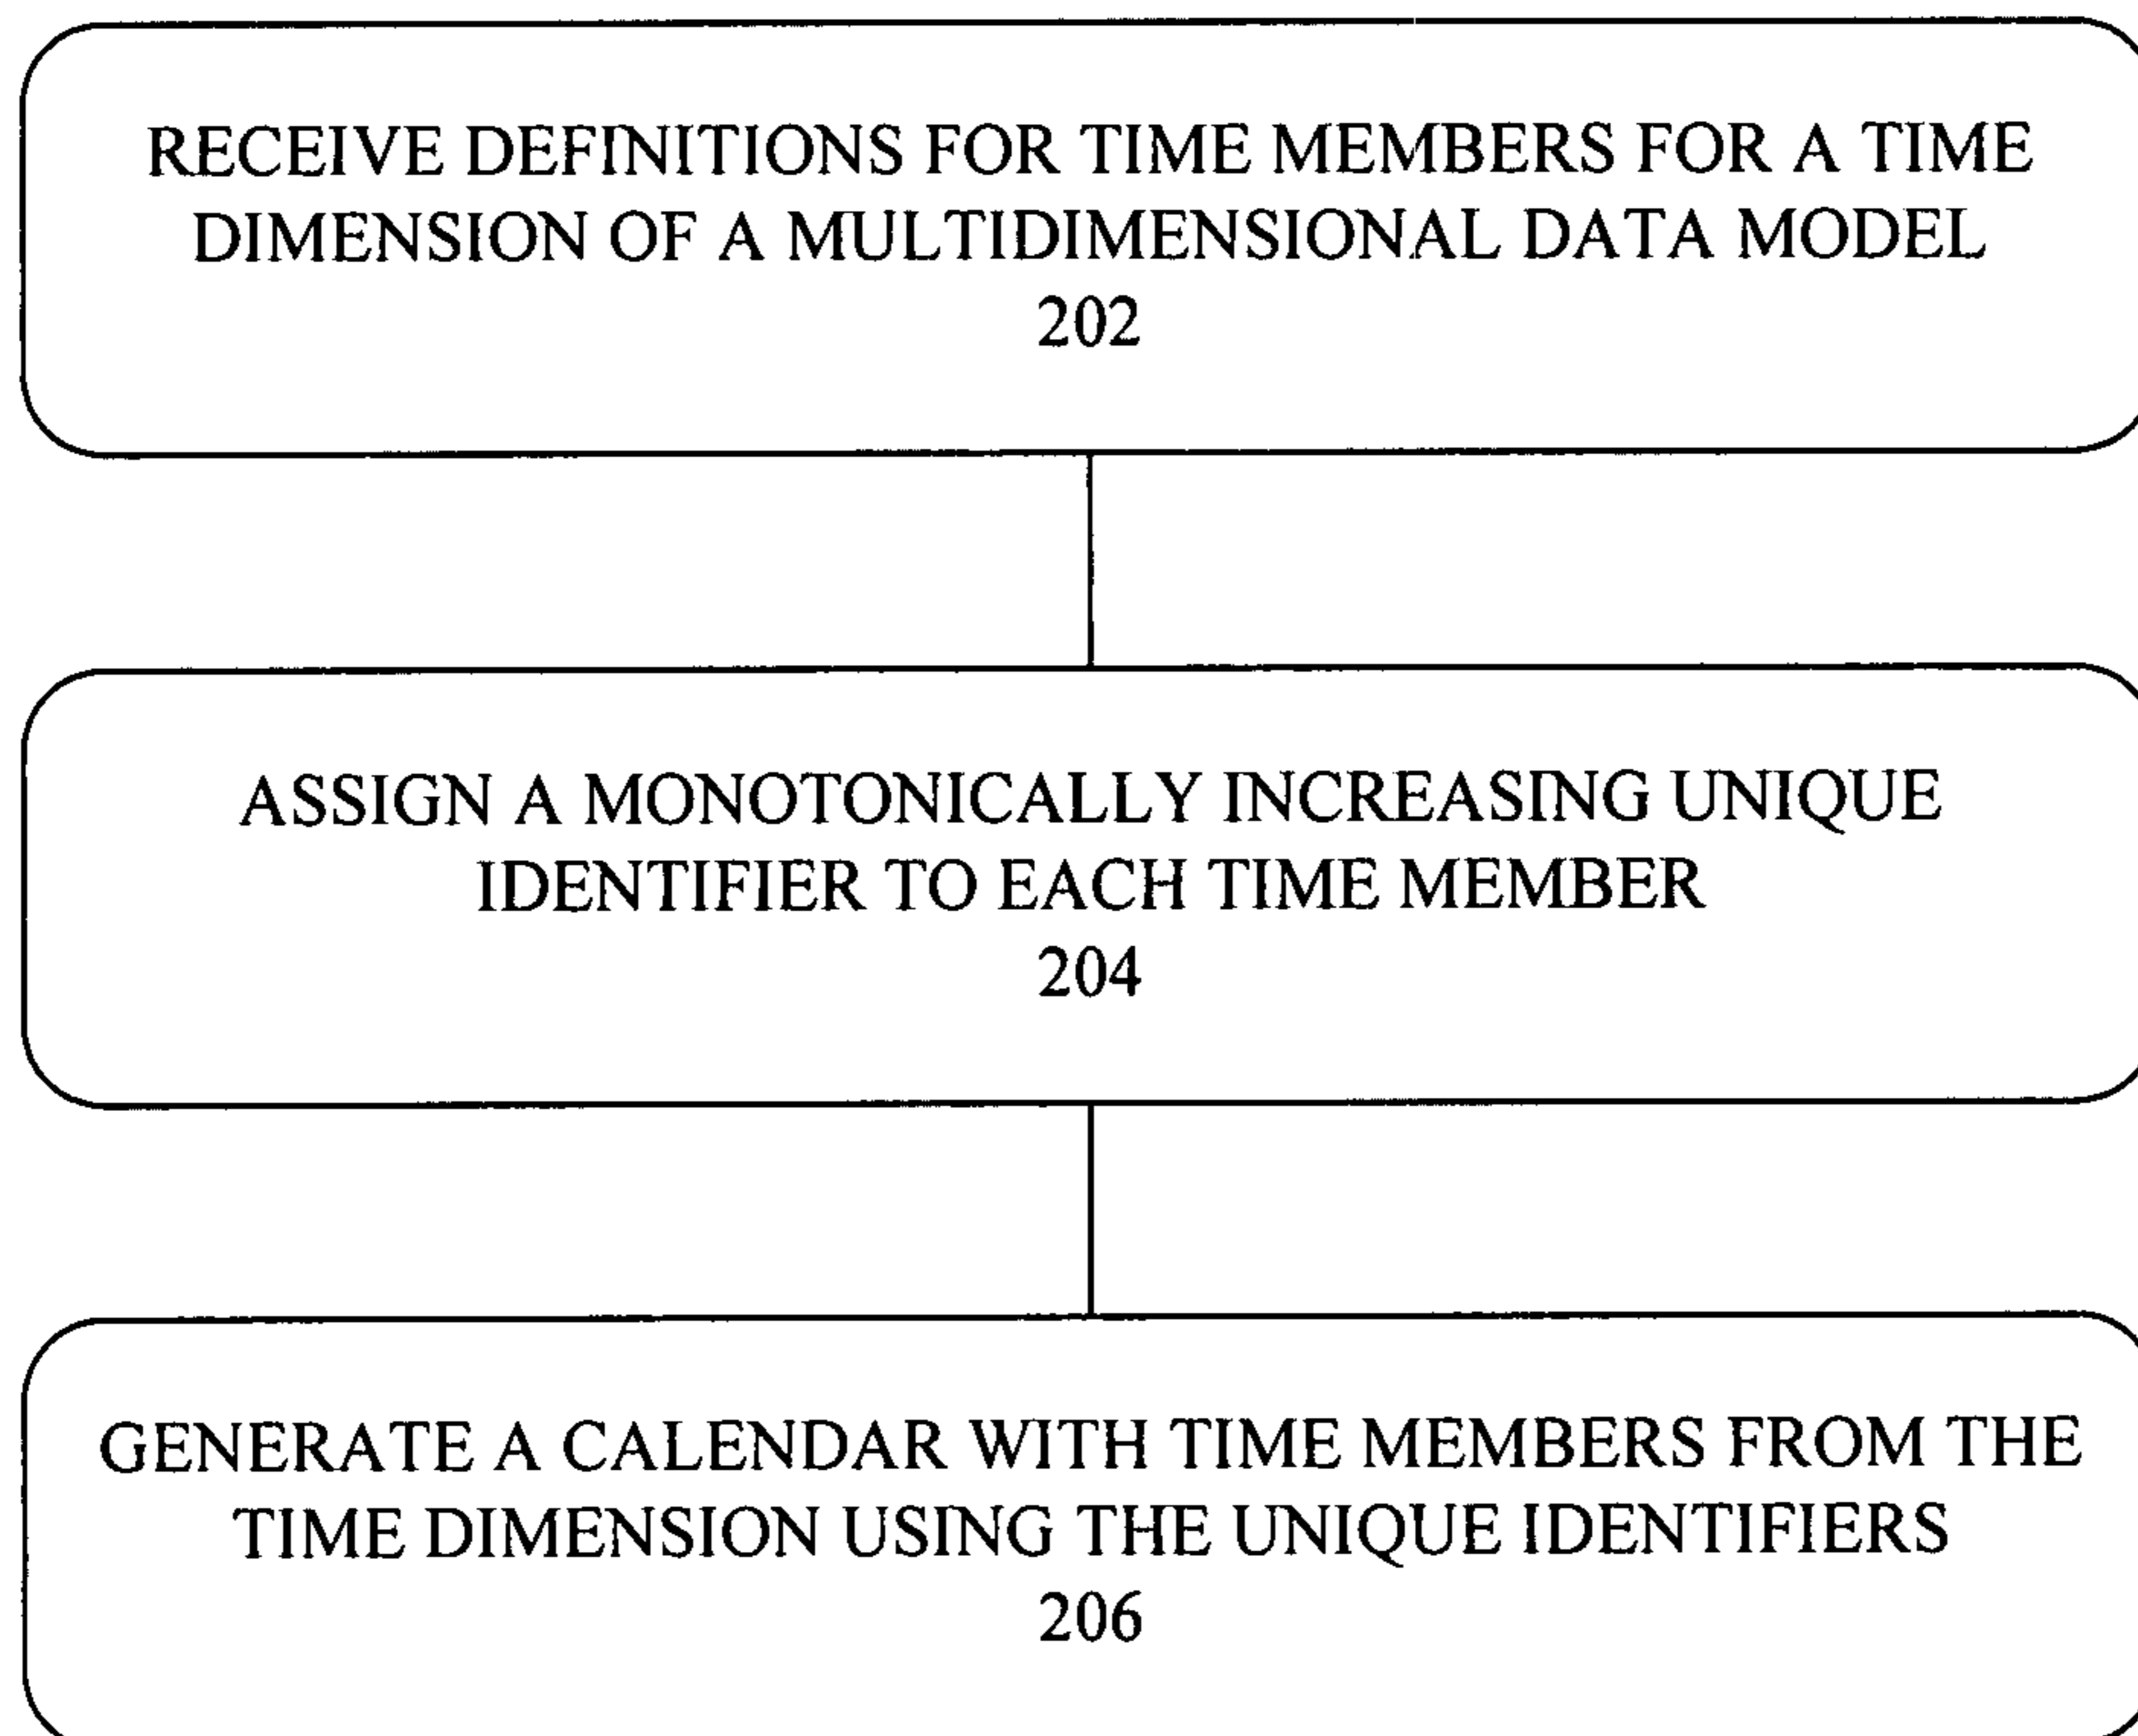 RECEIVE DEFINITIONS FOR TIME MEMBERS FOR A TIME
DIMENSION OF A MULTIDIMENSIONAL DATA MODEL
202
ASSIGN A MONOTONICALLY INCREASING UNIQUE
IDENTIFIER TO EACH TIME MEMBER
204
GENERATE A CALENDAR WITH TIME MEMBERS FROM THE
TIME DIMENSION USING THE UNIQUE IDENTIFIERS
206